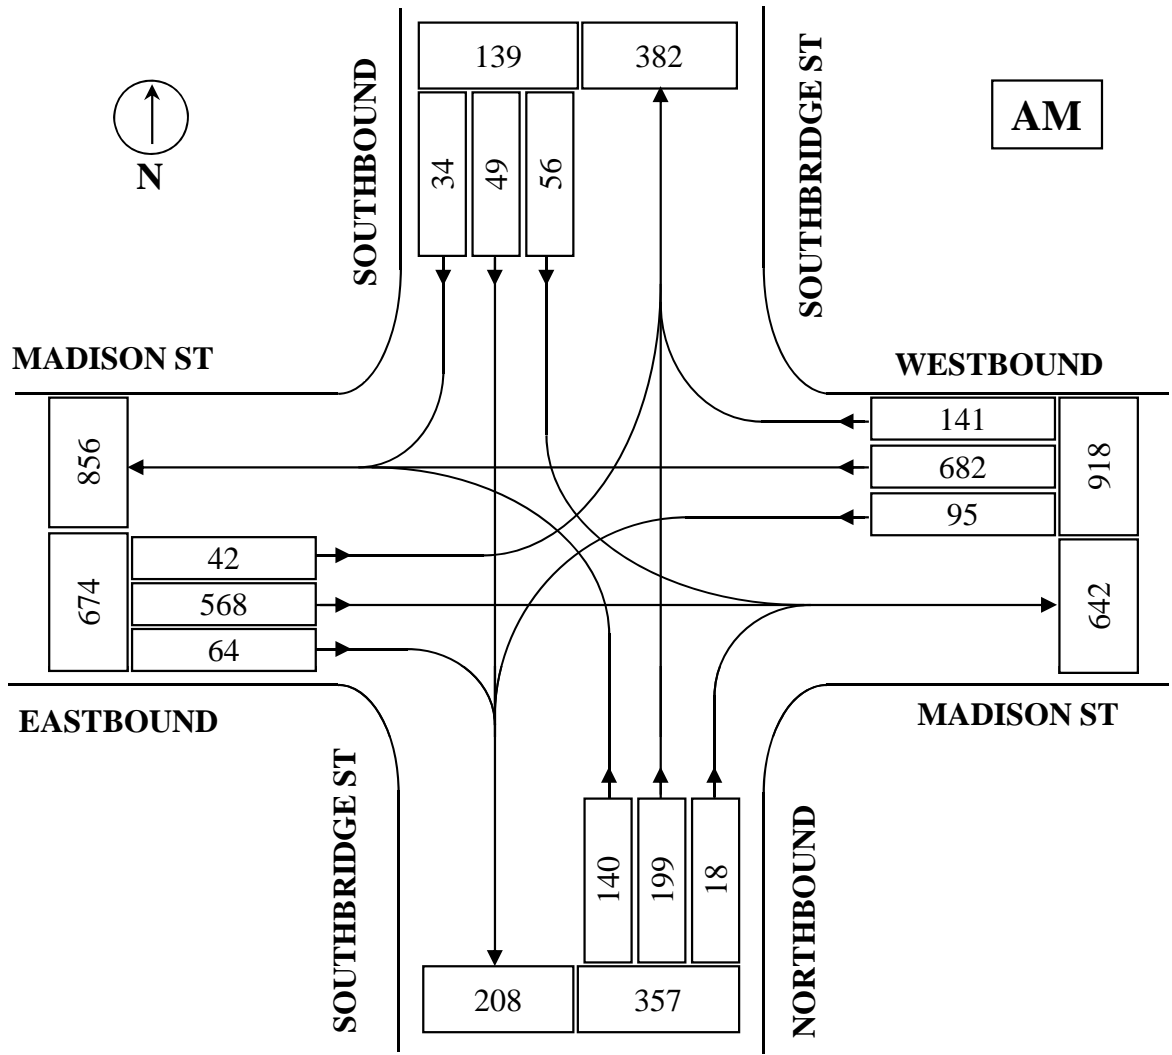 139
382
SOUTHBOUND
SOUTHBRIDGE ST
AM
N
34
49
56
MADISON ST
WESTBOUND
856
141
682
95
918
674
42
568
64
642
EASTBOUND
MADISON ST
SOUTHBRIDGE ST
140
199
18
NORTHBOUND
208
357